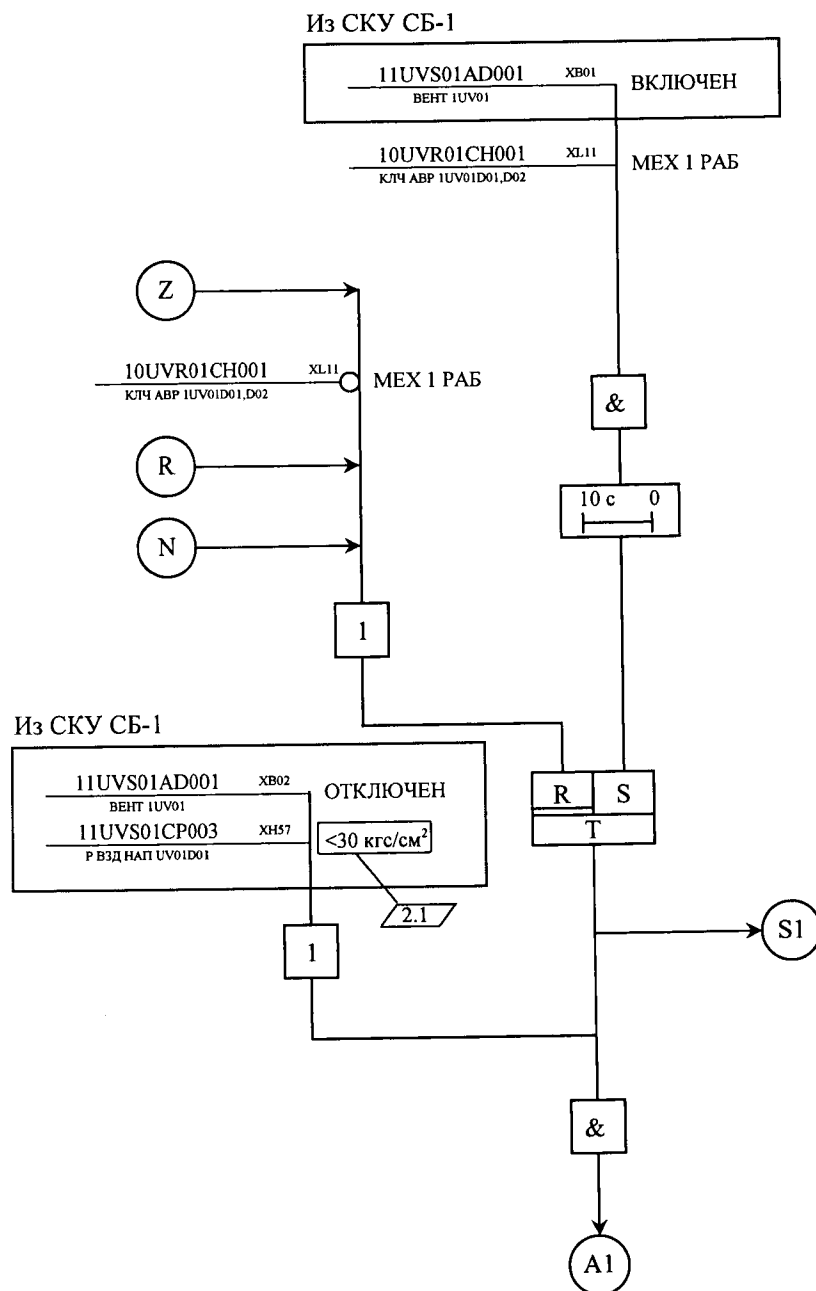 Из СКУ СБ-1
11UVS01AD001 XB01 ВКЛЮЧЕН
ВЕНТ 1UV01
10UVR01CH001 XL11 МЕХ 1 РАБ
КЛЧ АВР 1UV01D01,D02
Z
10UVR01CH001 XL11 МЕХ 1 РАБ
КЛЧ АВР 1UV01D01,D02
&
R
10 с 0
N
1
Из СКУ СБ-1
11UVS01AD001 XB02 ОТКЛЮЧЕН
ВЕНТ 1UV01
R S
11UVS01CP003 XH57 <30 кгс/см²
T
Р ВЗД НАП UV01D01
2.1
S1
1
&
A1